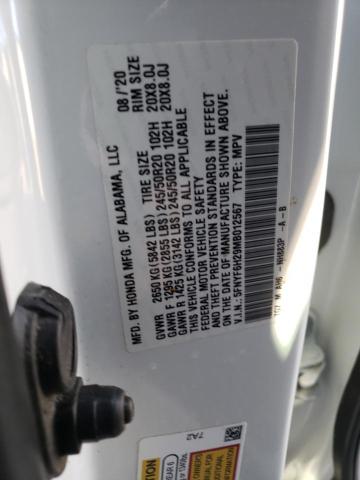 MFD. BY HONDA MFG. OF ALABAMA, LLC 08/'20
TIRE SIZE RIM SIZE
GVWR 2650 KG(5842 LBS)
GAWR F 1295 KG(2855 LBS) 245/50R20 102H 20X8.0J
GAWR R 1425 KG(3142 LBS) 245/50R20 102H 20X8.0J
THIS VEHICLE CONFORMS TO ALL APPLICABLE
FEDERAL MOTOR VEHICLE SAFETY
AND THEFT PREVENTION STANDARDS IN EFFECT
ON THE DATE OF MANUFACTURE SHOWN ABOVE.
V.I.N.: 5FNYF6H26MB012567 TYPE: MPV
NH883P -A -B